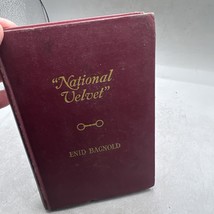 "National
Velvet"
ENID BAGNOLD